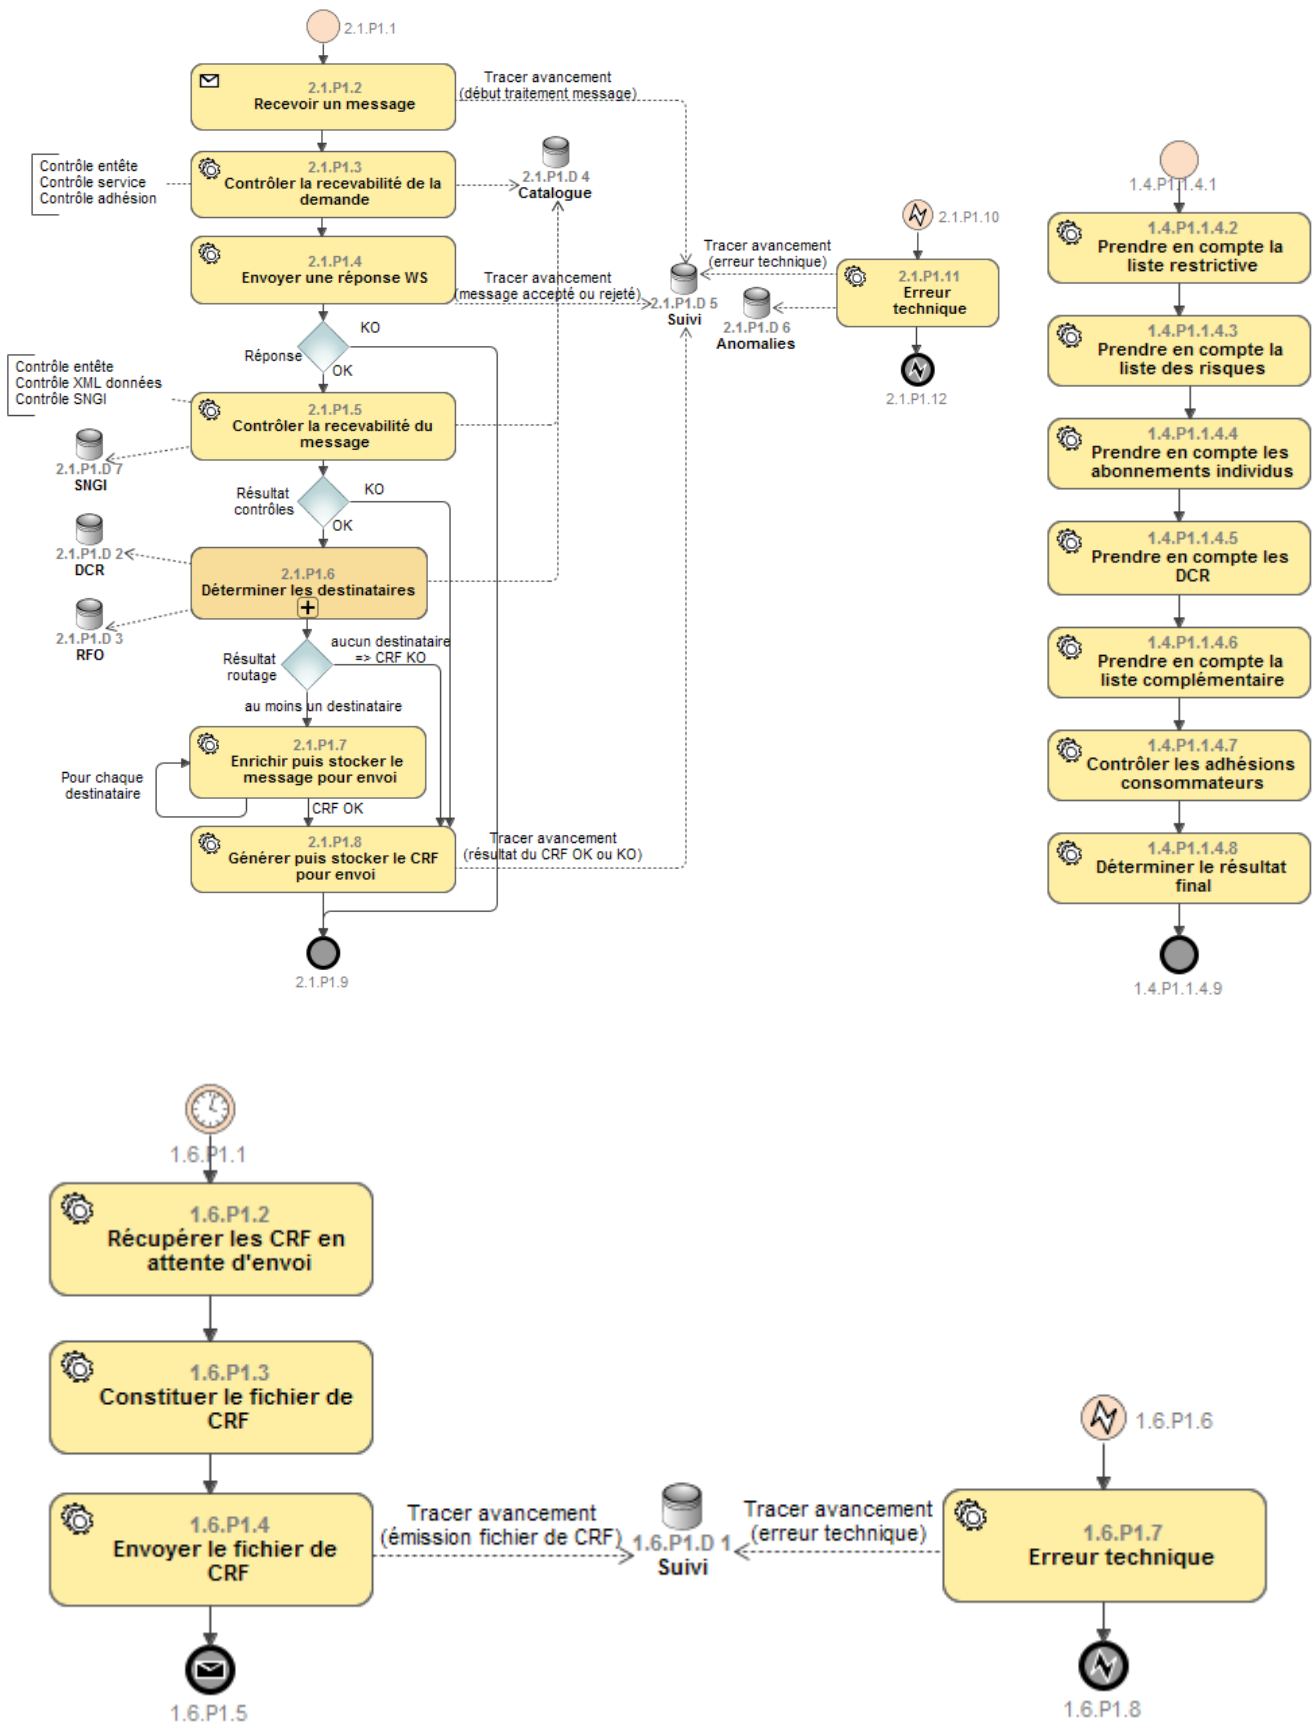 2.1.P1.1
2.1.P1.2
Recevoir un message
Tracer avancement
(début traitement message)
Contrôle entête
Contrôle service
Contrôle adhésion
2.1.P1.3
Contrôler la recevabilité de la
demande
2.1.P1.D 4
Catalogue
2.1.P1.4
Envoyer une réponse WS
Tracer avancement
(message accepté ou rejeté)
2.1.P1.D 5
Suivi
2.1.P1.10
Tracer avancement
(erreur technique)
2.1.P1.11
Erreur
technique
2.1.P1.D 6
Anomalies
2.1.P1.12
Réponse
KO
OK
Contrôle entête
Contrôle XML données
Contrôle SNGI
2.1.P1.5
Contrôler la recevabilité du
message
2.1.P1.D 7
SNGI
Résultat
contrôles
KO
OK
2.1.P1.D 2
DCR
2.1.P1.6
Déterminer les destinataires
2.1.P1.D 3
RFO
Résultat
routage
aucun destinataire
=> CRF KO
au moins un destinataire
2.1.P1.7
Enrichir puis stocker le
message pour envoi
Pour chaque
destinataire
CRF OK
2.1.P1.8
Générer puis stocker le CRF
pour envoi
Tracer avancement
(résultat du CRF OK ou KO)
2.1.P1.9
1.4.P1.1.4.1
1.4.P1.1.4.2
Prendre en compte la
liste restrictive
1.4.P1.1.4.3
Prendre en compte la
liste des risques
1.4.P1.1.4.4
Prendre en compte les
abonnements individus
1.4.P1.1.4.5
Prendre en compte les
DCR
1.4.P1.1.4.6
Prendre en compte la
liste complémentaire
1.4.P1.1.4.7
Contrôler les adhésions
consommateurs
1.4.P1.1.4.8
Déterminer le résultat
final
1.4.P1.1.4.9
1.6.P1.1
1.6.P1.2
Récupérer les CRF en
attente d'envoi
1.6.P1.3
Constituer le fichier de
CRF
1.6.P1.4
Envoyer le fichier de
CRF
Tracer avancement
(émission fichier de CRF)
1.6.P1.D 1
Suivi
Tracer avancement
(erreur technique)
1.6.P1.6
1.6.P1.7
Erreur technique
1.6.P1.5
1.6.P1.8